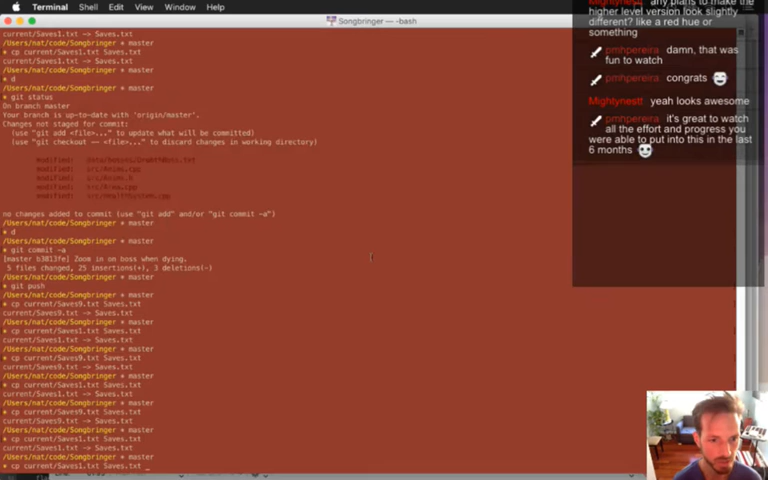 Terminal Shell Edit View Window Help
Songbringer — -bash
current/Saves1.txt -> Saves.txt
/Users/nat/code/Songbringer * master
* cp current/Saves1.txt Saves.txt
current/Saves1.txt -> Saves.txt
/Users/nat/code/Songbringer * master
* d
/Users/nat/code/Songbringer * master
* git status
On branch master
Your branch is up-to-date with 'origin/master'.
Changes not staged for commit:
(use "git add <file>..." to update what will be committed)
(use "git checkout -- <file>..." to discard changes in working directory)
modified:
modified: src/Anime.cpp
modified: src/Anime.h
modified: src/Area.cpp
modified: src/HealthSystem.cpp
no changes added to commit (use "git add" and/or "git commit -a")
/Users/nat/code/Songbringer * master
* d
/Users/nat/code/Songbringer * master
* git commit -a
[master b3813fe] Zoom in on boss when dying.
5 files changed, 25 insertions(+), 3 deletions(-)
/Users/nat/code/Songbringer * master
* git push
/Users/nat/code/Songbringer * master
* cp current/Saves9.txt Saves.txt
current/Saves9.txt -> Saves.txt
/Users/nat/code/Songbringer * master
* cp current/Saves1.txt Saves.txt
current/Saves1.txt -> Saves.txt
/Users/nat/code/Songbringer * master
* cp current/Saves9.txt Saves.txt
current/Saves9.txt -> Saves.txt
/Users/nat/code/Songbringer * master
* cp current/Saves1.txt Saves.txt
current/Saves1.txt -> Saves.txt
/Users/nat/code/Songbringer * master
* cp current/Saves9.txt Saves.txt
current/Saves9.txt -> Saves.txt
/Users/nat/code/Songbringer * master
* cp current/Saves1.txt Saves.txt
current/Saves1.txt -> Saves.txt
/Users/nat/code/Songbringer * master
* cp current/Saves1.txt Saves.txt _
Mightynestt any plans to make the
higher level version look slightly
different? like a red hue or
something
pmhpereira damn, that was
fun to watch
pmhpereira congrats
Mightynestt yeah looks awesome
pmhpereira it's great to watch
all the effort and progress you
were able to put into this in the last
6 months